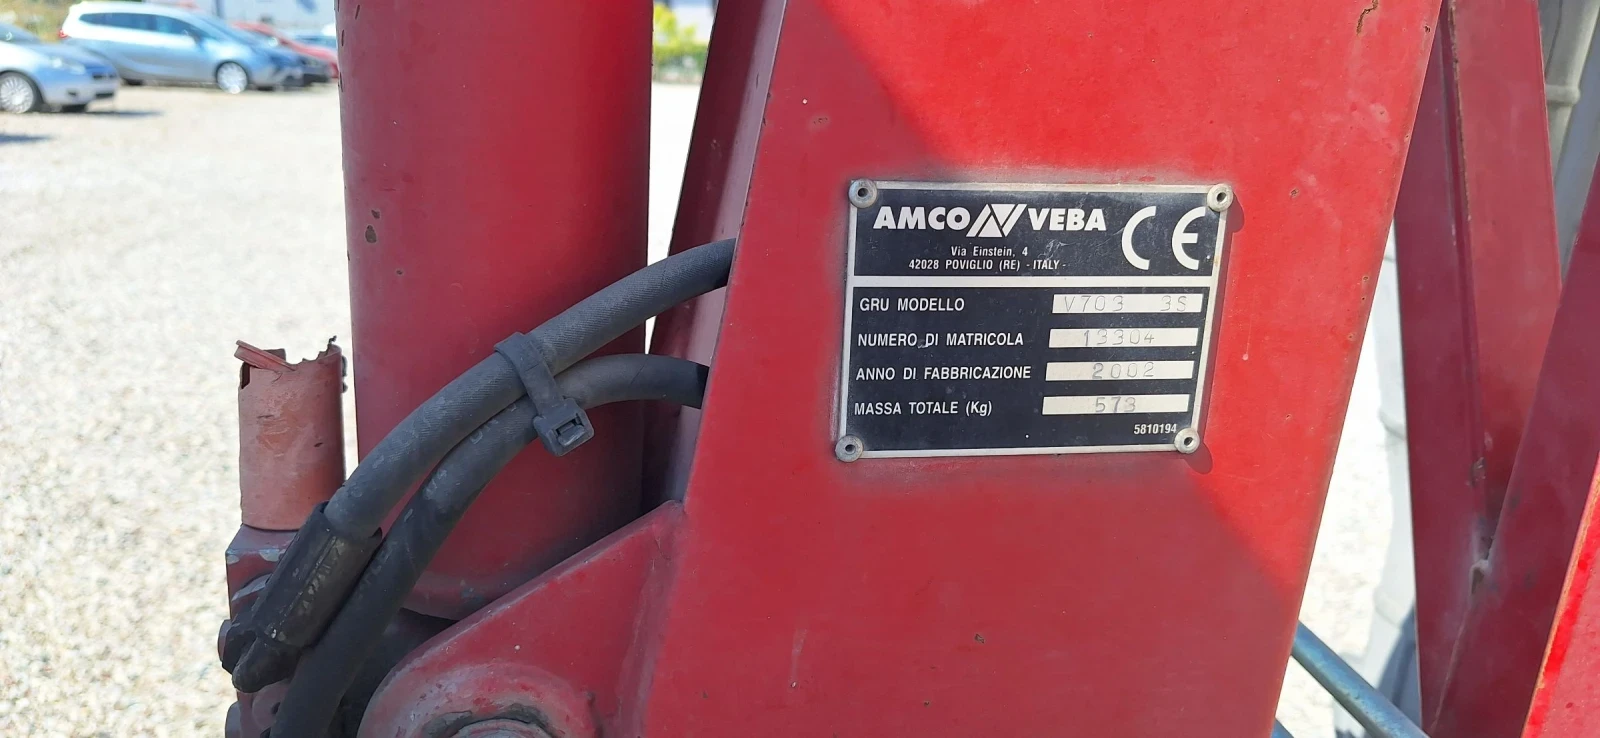 AMCO VEBA CE
Via Einstein, 4
42028 POVIGLIO (RE) - ITALY -
GRU MODELLO V703 3S
NUMERO DI MATRICOLA 13304
ANNO DI FABBRICAZIONE 2002
MASSA TOTALE (Kg) 573
5810194